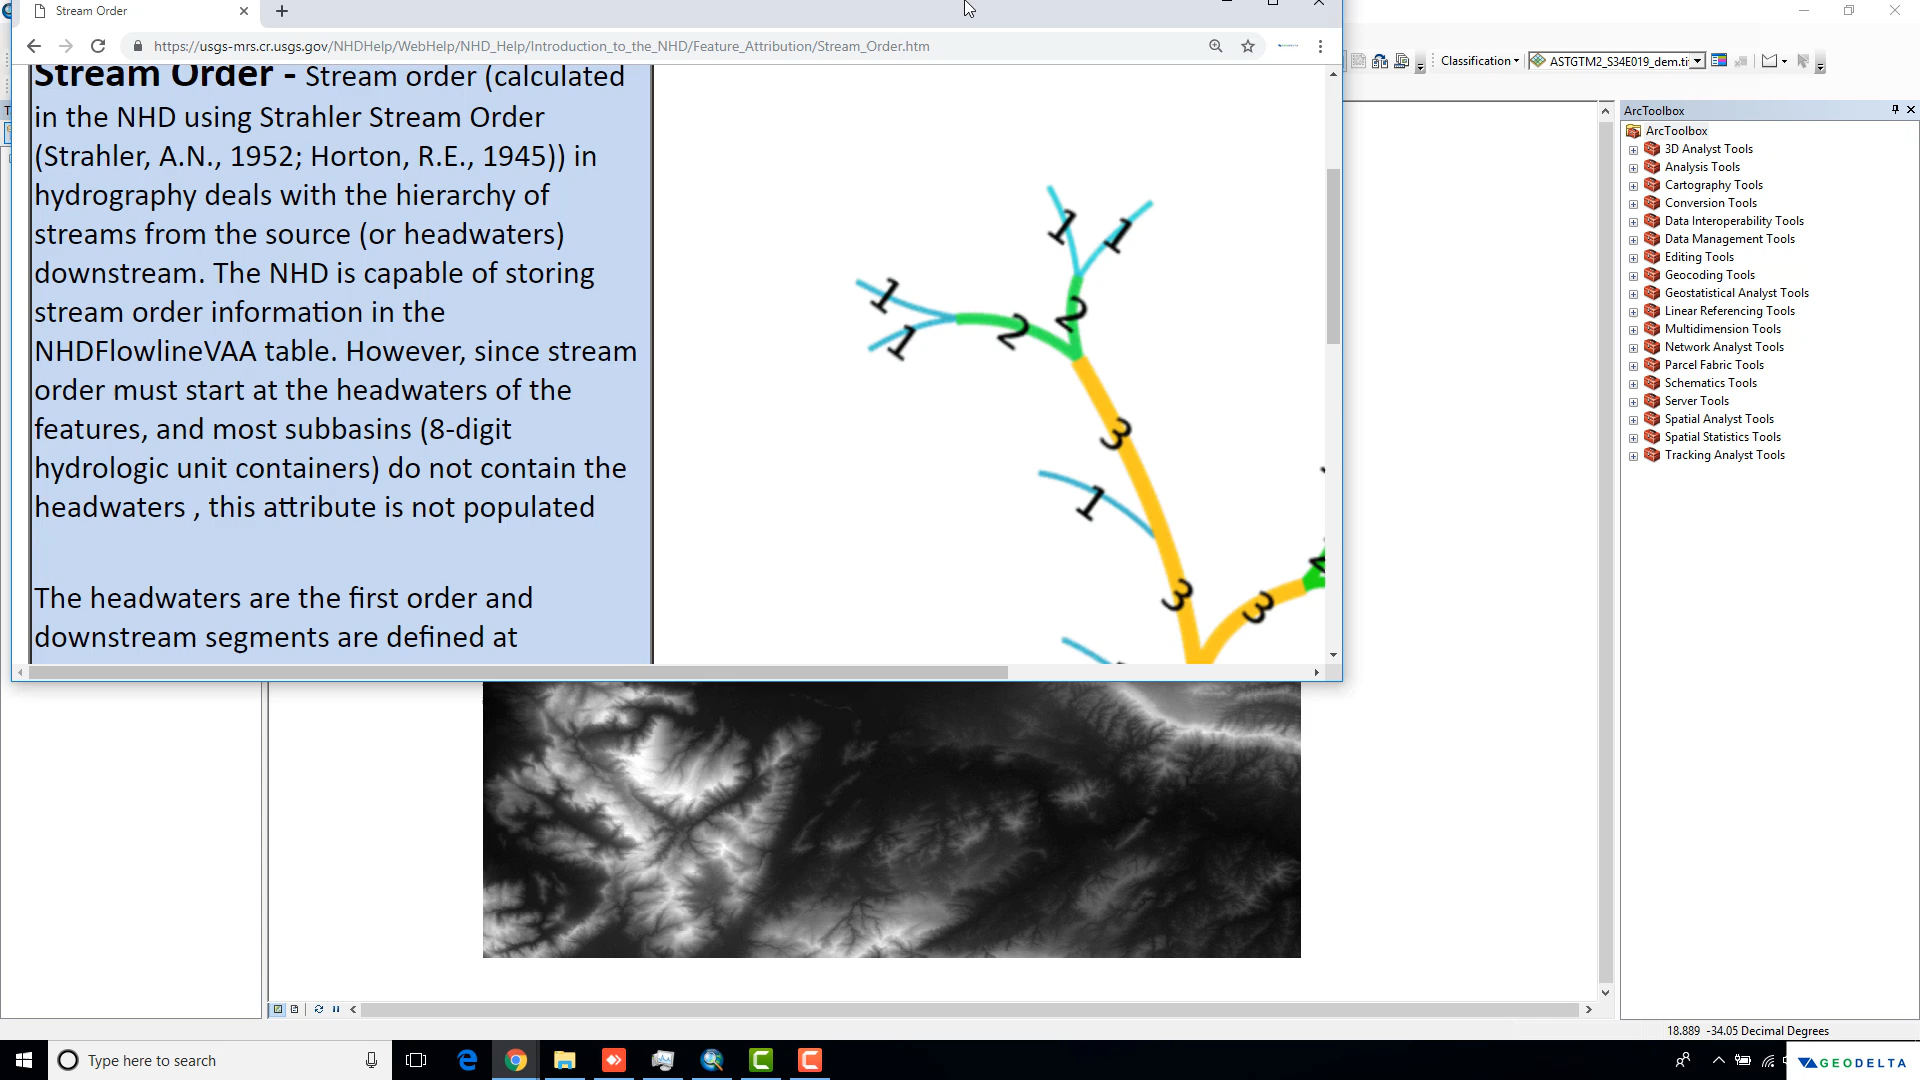 Stream Order
https://usgs-mrs.cr.usgs.gov/NHDHelp/WebHelp/NHD_Help/Introduction_to_the_NHD/Feature_Attribution/Stream_Order.htm
Stream Order - Stream order (calculated
in the NHD using Strahler Stream Order
(Strahler, A.N., 1952; Horton, R.E., 1945)) in
hydrography deals with the hierarchy of
streams from the source (or headwaters)
downstream. The NHD is capable of storing
stream order information in the
NHDFlowlineVAA table. However, since stream
order must start at the headwaters of the
features, and most subbasins (8-digit
hydrologic unit containers) do not contain the
headwaters , this attribute is not populated
The headwaters are the first order and
downstream segments are defined at
1
1
1
1
2
2
3
1
3
3
Classification
ASTGTM2_S34E019_dem.ti
ArcToolbox
ArcToolbox
3D Analyst Tools
Analysis Tools
Cartography Tools
Conversion Tools
Data Interoperability Tools
Data Management Tools
Editing Tools
Geocoding Tools
Geostatistical Analyst Tools
Linear Referencing Tools
Multidimension Tools
Network Analyst Tools
Parcel Fabric Tools
Schematics Tools
Server Tools
Spatial Analyst Tools
Spatial Statistics Tools
Tracking Analyst Tools
18.889 -34.05 Decimal Degrees
Type here to search
GEODELTA